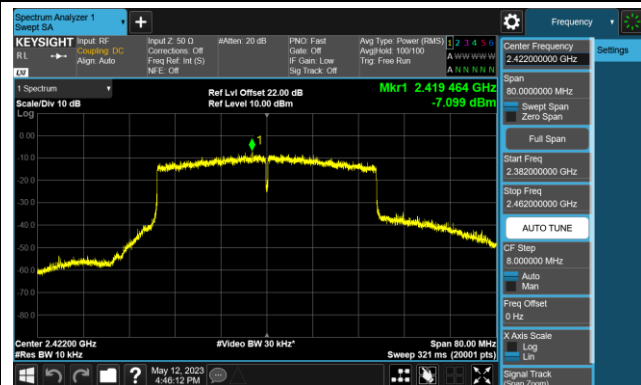 Spectrum Analyzer 1
Swept SA
Frequency
KEYSIGHT
RL
LXI
Input: RF
Coupling: DC
Align: Auto
Input Z: 50 Ω
Corrections: Off
Freq Ref: Int (S)
NFE: Off
#Atten: 20 dB
PNO: Fast
Gate: Off
IF Gain: Low
Sig Track: Off
Avg Type: Power (RMS)
Avg|Hold: 100/100
Trig: Free Run
1 2 3 4 5 6
A W W W W W
A N N N N N
1 Spectrum
Scale/Div 10 dB
Log
Ref Lvl Offset 22.00 dB
Ref Level 10.00 dBm
Mkr1 2.419 464 GHz
-7.099 dBm
1
0.00
-10.0
-20.0
-30.0
-40.0
-50.0
-60.0
-70.0
-80.0
Center 2.42200 GHz
#Res BW 10 kHz
#Video BW 30 kHz*
Span 80.00 MHz
Sweep 321 ms (20001 pts)
Center Frequency
2.422000000 GHz
Settings
Span
80.0000000 MHz
Swept Span
Zero Span
Full Span
Start Freq
2.382000000 GHz
Stop Freq
2.462000000 GHz
AUTO TUNE
CF Step
8.000000 MHz
Auto
Man
Freq Offset
0 Hz
X Axis Scale
Log
Lin
Signal Track
(Span Zoom)
May 12, 2023
4:46:12 PM